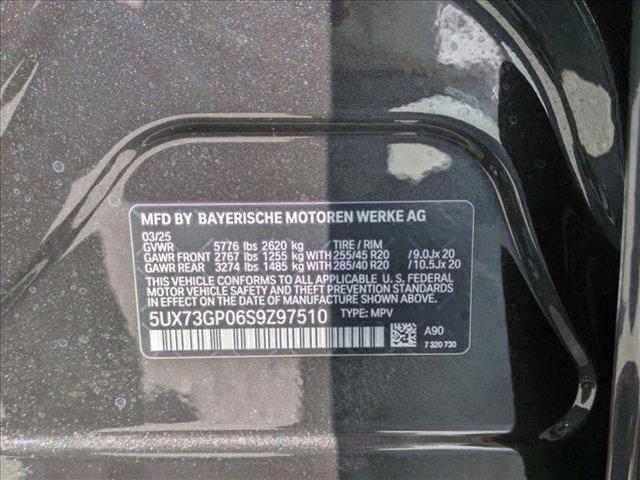 MFD BY BAYERISCHE MOTOREN WERKE AG
03/25
GVWR 5776 lbs 2620 kg TIRE / RIM
GAWR FRONT 2767 lbs 1255 kg WITH 255/45 R20 /9.0Jx 20
GAWR REAR 3274 lbs 1485 kg WITH 285/40 R20 /10.5Jx 20
THIS VEHICLE CONFORMS TO ALL APPLICABLE U.S. FEDERAL
MOTOR VEHICLE SAFETY AND THEFT PREVENTION STANDARDS
IN EFFECT ON THE DATE OF MANUFACTURE SHOWN ABOVE.
5UX73GP06S9Z97510 TYPE: MPV
A90
7 320 730